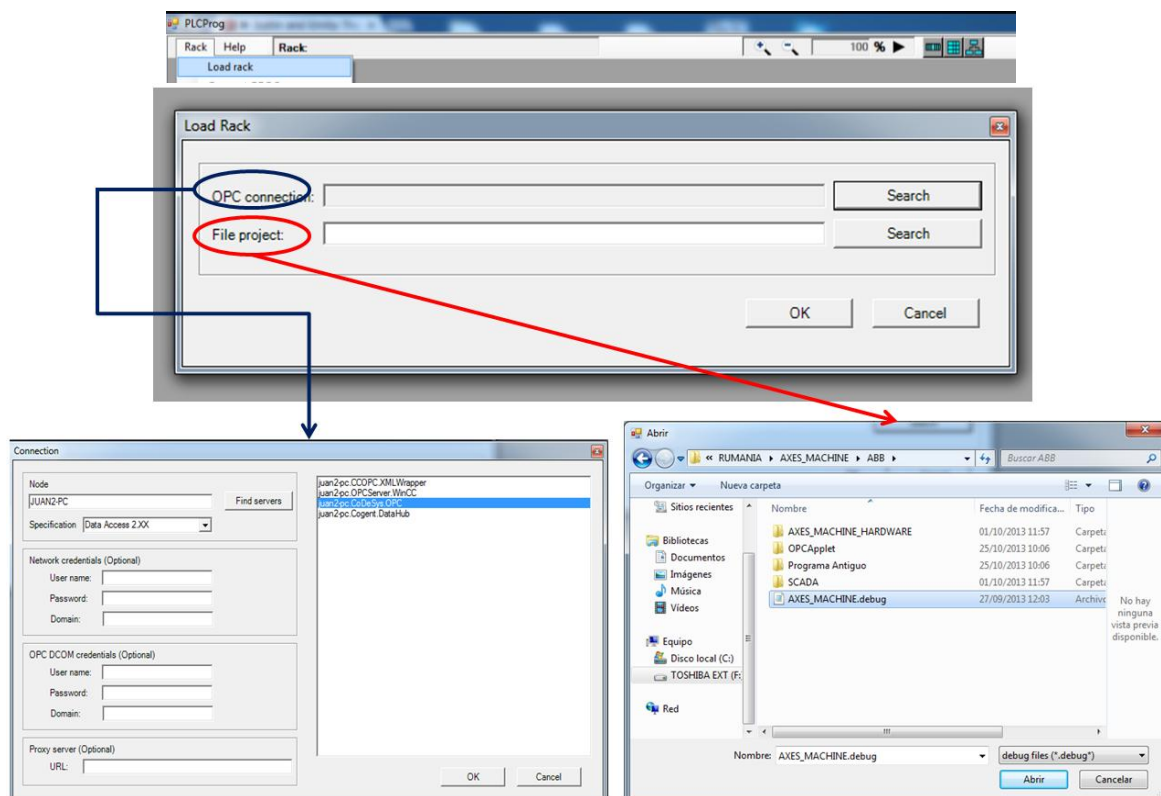 PLCProg
Rack Help Rack: 100 % ▶
Load rack
Load Rack
OPC connection: Search
File project: Search
OK Cancel
Connection
Node
JUAN2-PC Find servers
Specification Data Access 2.XX
Network credentials (Optional)
User name:
Password:
Domain:
OPC DCOM credentials (Optional)
User name:
Password:
Domain:
Proxy server (Optional)
URL:
juan2-pc.CCOPC.XMLWrapper
juan2-pc.OPCServer.WinCC
juan2-pc.CoDeSys.OPC
juan2-pc.Cogent.DataHub
OK Cancel
Abrir
« RUMANIA ▸ AXES_MACHINE ▸ ABB ▸ Buscar ABB
Organizar Nueva carpeta
Sitios recientes
Bibliotecas
Documentos
Imágenes
Música
Vídeos
Equipo
Disco local (C:)
TOSHIBA EXT (F:
Red
Nombre Fecha de modifica... Tipo
AXES_MACHINE_HARDWARE 01/10/2013 11:57 Carpeta
OPCApplet 25/10/2013 10:06 Carpeta
Programa Antiguo 25/10/2013 10:06 Carpeta
SCADA 01/10/2013 11:57 Carpeta
AXES_MACHINE.debug 27/09/2013 12:03 Archivo
No hay
ninguna
vista previa
disponible.
Nombre: AXES_MACHINE.debug debug files (*.debug*)
Abrir Cancelar